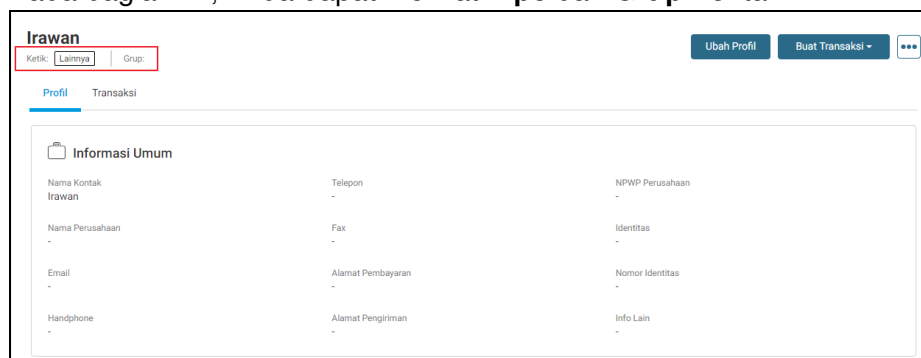 Irawan
Ubah Profil
Buat Transaksi
Ketik: Lainnya Grup:
Profil Transaksi
Informasi Umum
Nama Kontak Telepon NPWP Perusahaan
Irawan - -
Nama Perusahaan Fax Identitas
- - -
Email Alamat Pembayaran Nomor Identitas
- - -
Handphone Alamat Pengiriman Info Lain
- - -